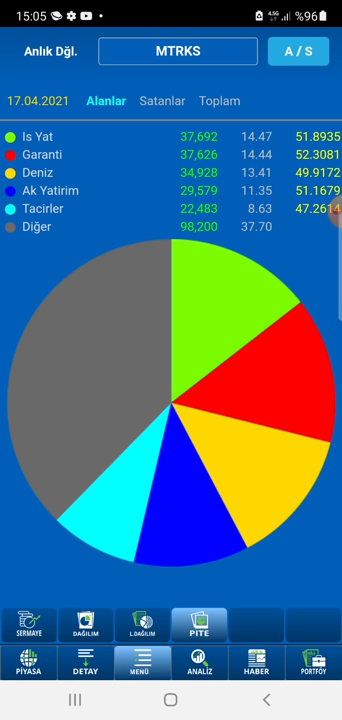 15:05 4,5G %96
Anlık Dğl. MTRKS A / S
17.04.2021 Alanlar Satanlar Toplam
Is Yat 37,692 14.47 51.8935
Garanti 37,626 14.44 52.3081
Deniz 34,928 13.41 49.9172
Ak Yatirim 29,579 11.35 51.1679
Tacirler 22,483 8.63 47.2614
Diğer 98,200 37.70
SERMAYE DAĞILIM L.DAĞILIM PITE
PİYASA DETAY MENÜ ANALİZ HABER PORTFÖY